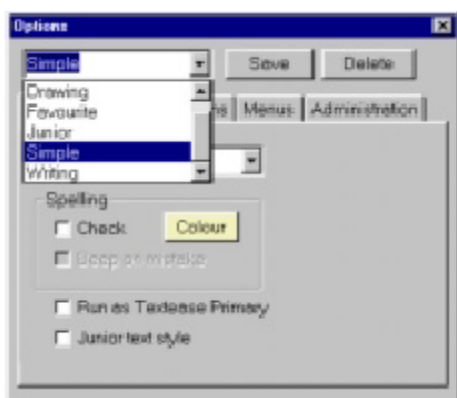 Options
Simple Save Delete
Drawing
Favourite
Junior
Simple
Writing
Menus Administration
Spelling
Check Colour
Beep on mistake
Run as Textease Primary
Junior text style